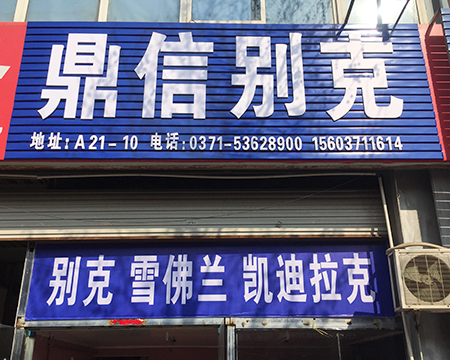 鼎信别克
地址:A21-10 电话:0371-53628900 15603711614
别克 雪佛兰 凯迪拉克